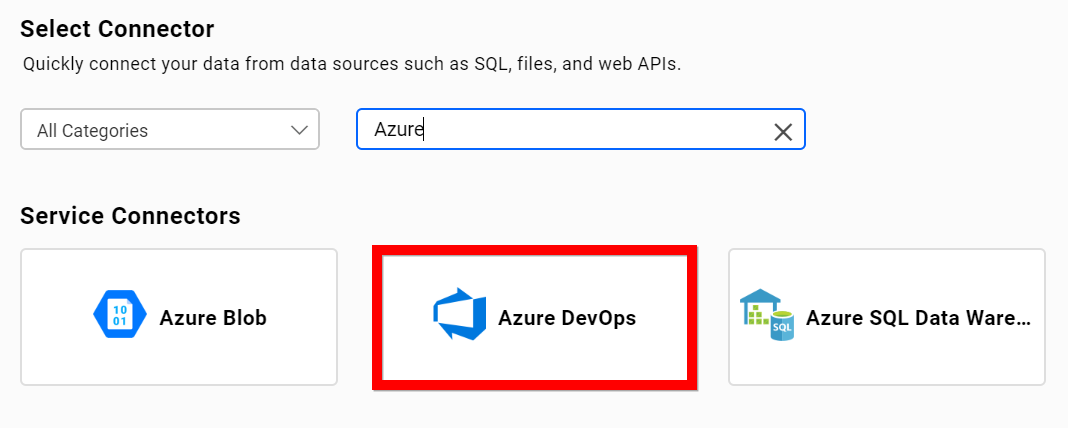 Select Connector
Quickly connect your data from data sources such as SQL, files, and web APIs.
All Categories
Azure
Service Connectors
10
01
Azure Blob
Azure DevOps
SQL
Azure SQL Data Ware...